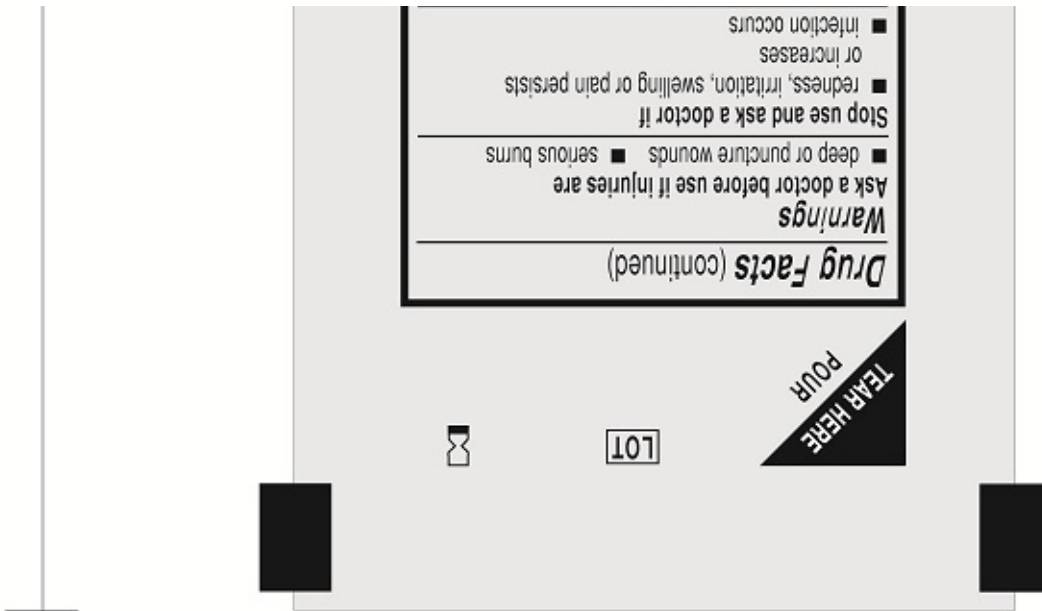 TEAR HERE
POUR
LOT
Drug Facts (continued)
Warnings
Ask a doctor before use if injuries are
■ deep or puncture wounds ■ serious burns
Stop use and ask a doctor if
■ redness, irritation, swelling or pain persists
or increases
■ infection occurs